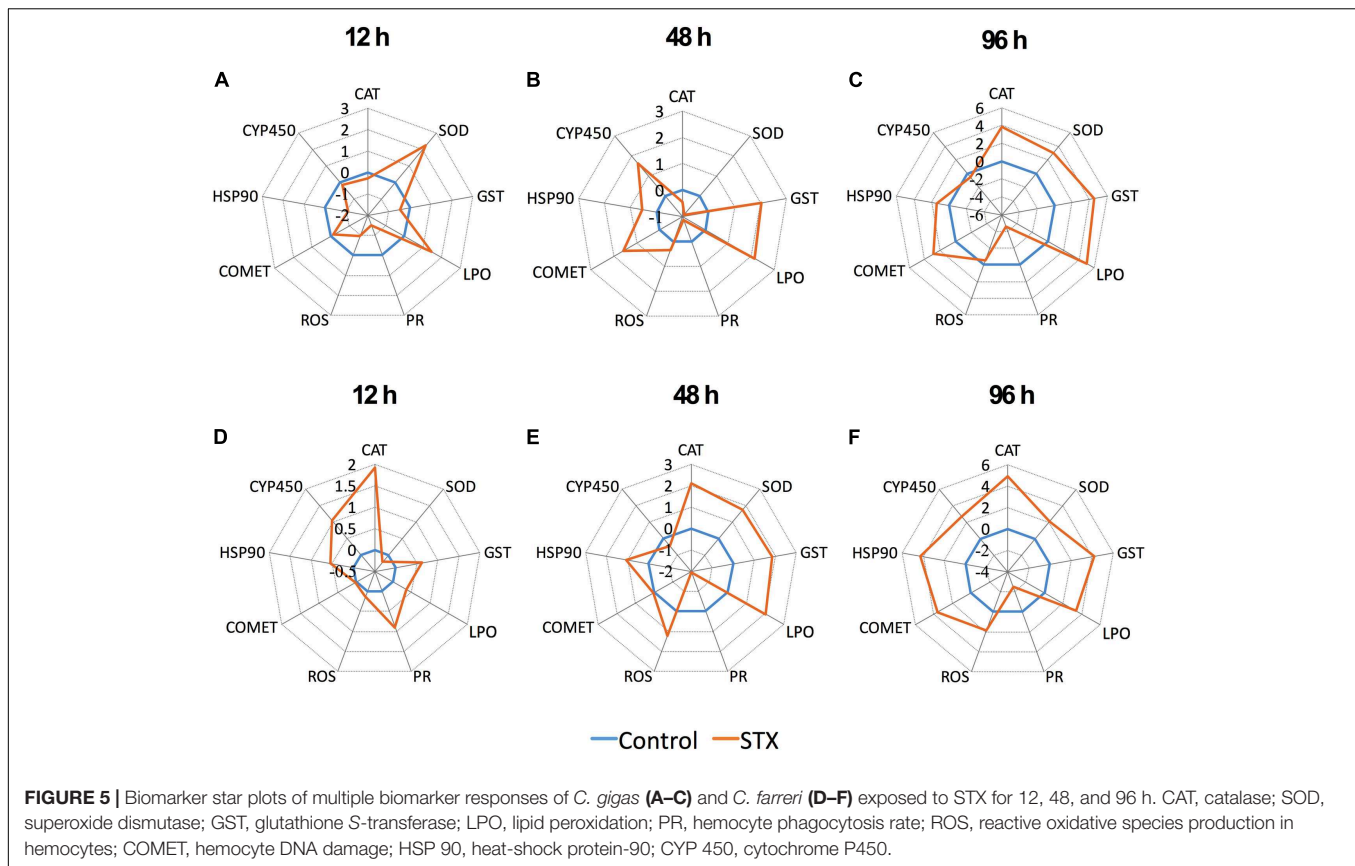 12 h
48 h
96 h
A
CAT
3
2
1
0
-1
-2
SOD
GST
LPO
PR
ROS
COMET
HSP90
CYP450
B
CAT
3
2
1
0
-1
SOD
GST
LPO
PR
ROS
COMET
HSP90
CYP450
C
CAT
6
4
2
0
-2
-4
-6
SOD
GST
LPO
PR
ROS
COMET
HSP90
CYP450
12 h
48 h
96 h
D
CAT
2
1.5
1
0.5
0
-0.5
SOD
GST
LPO
PR
ROS
COMET
HSP90
CYP450
E
CAT
3
2
1
0
-1
-2
SOD
GST
LPO
PR
ROS
COMET
HSP90
CYP450
F
CAT
6
4
2
0
-2
-4
SOD
GST
LPO
PR
ROS
COMET
HSP90
CYP450
Control STX
FIGURE 5 | Biomarker star plots of multiple biomarker responses of C. gigas (A–C) and C. farreri (D–F) exposed to STX for 12, 48, and 96 h. CAT, catalase; SOD,
superoxide dismutase; GST, glutathione S-transferase; LPO, lipid peroxidation; PR, hemocyte phagocytosis rate; ROS, reactive oxidative species production in
hemocytes; COMET, hemocyte DNA damage; HSP 90, heat-shock protein-90; CYP 450, cytochrome P450.